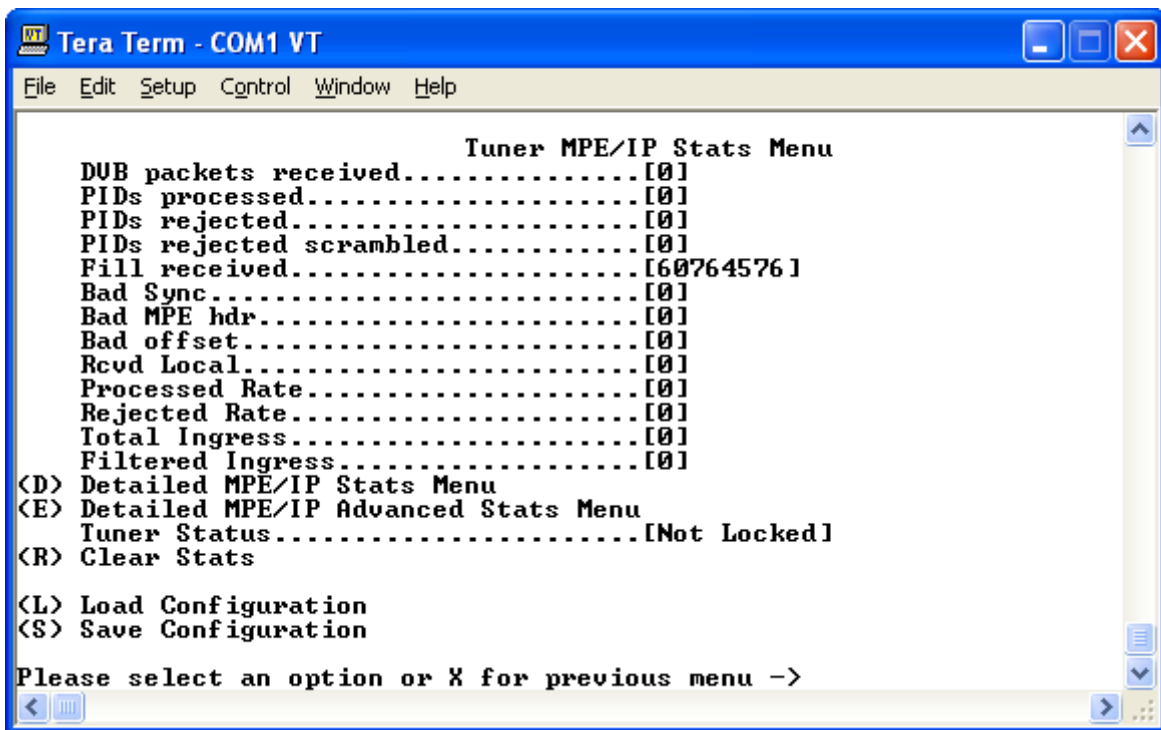 Tera Term - COM1 VT
File Edit Setup Control Window Help
Tuner MPE/IP Stats Menu
DVB packets received...............[0]
PIDs processed.....................[0]
PIDs rejected......................[0]
PIDs rejected scrambled............[0]
Fill received......................[60764576]
Bad Sync...........................[0]
Bad MPE hdr........................[0]
Bad offset.........................[0]
Rcvd Local.........................[0]
Processed Rate.....................[0]
Rejected Rate......................[0]
Total Ingress......................[0]
Filtered Ingress...................[0]
(D) Detailed MPE/IP Stats Menu
(E) Detailed MPE/IP Advanced Stats Menu
Tuner Status.......................[Not Locked]
(R) Clear Stats
(L) Load Configuration
(S) Save Configuration
Please select an option or X for previous menu ->